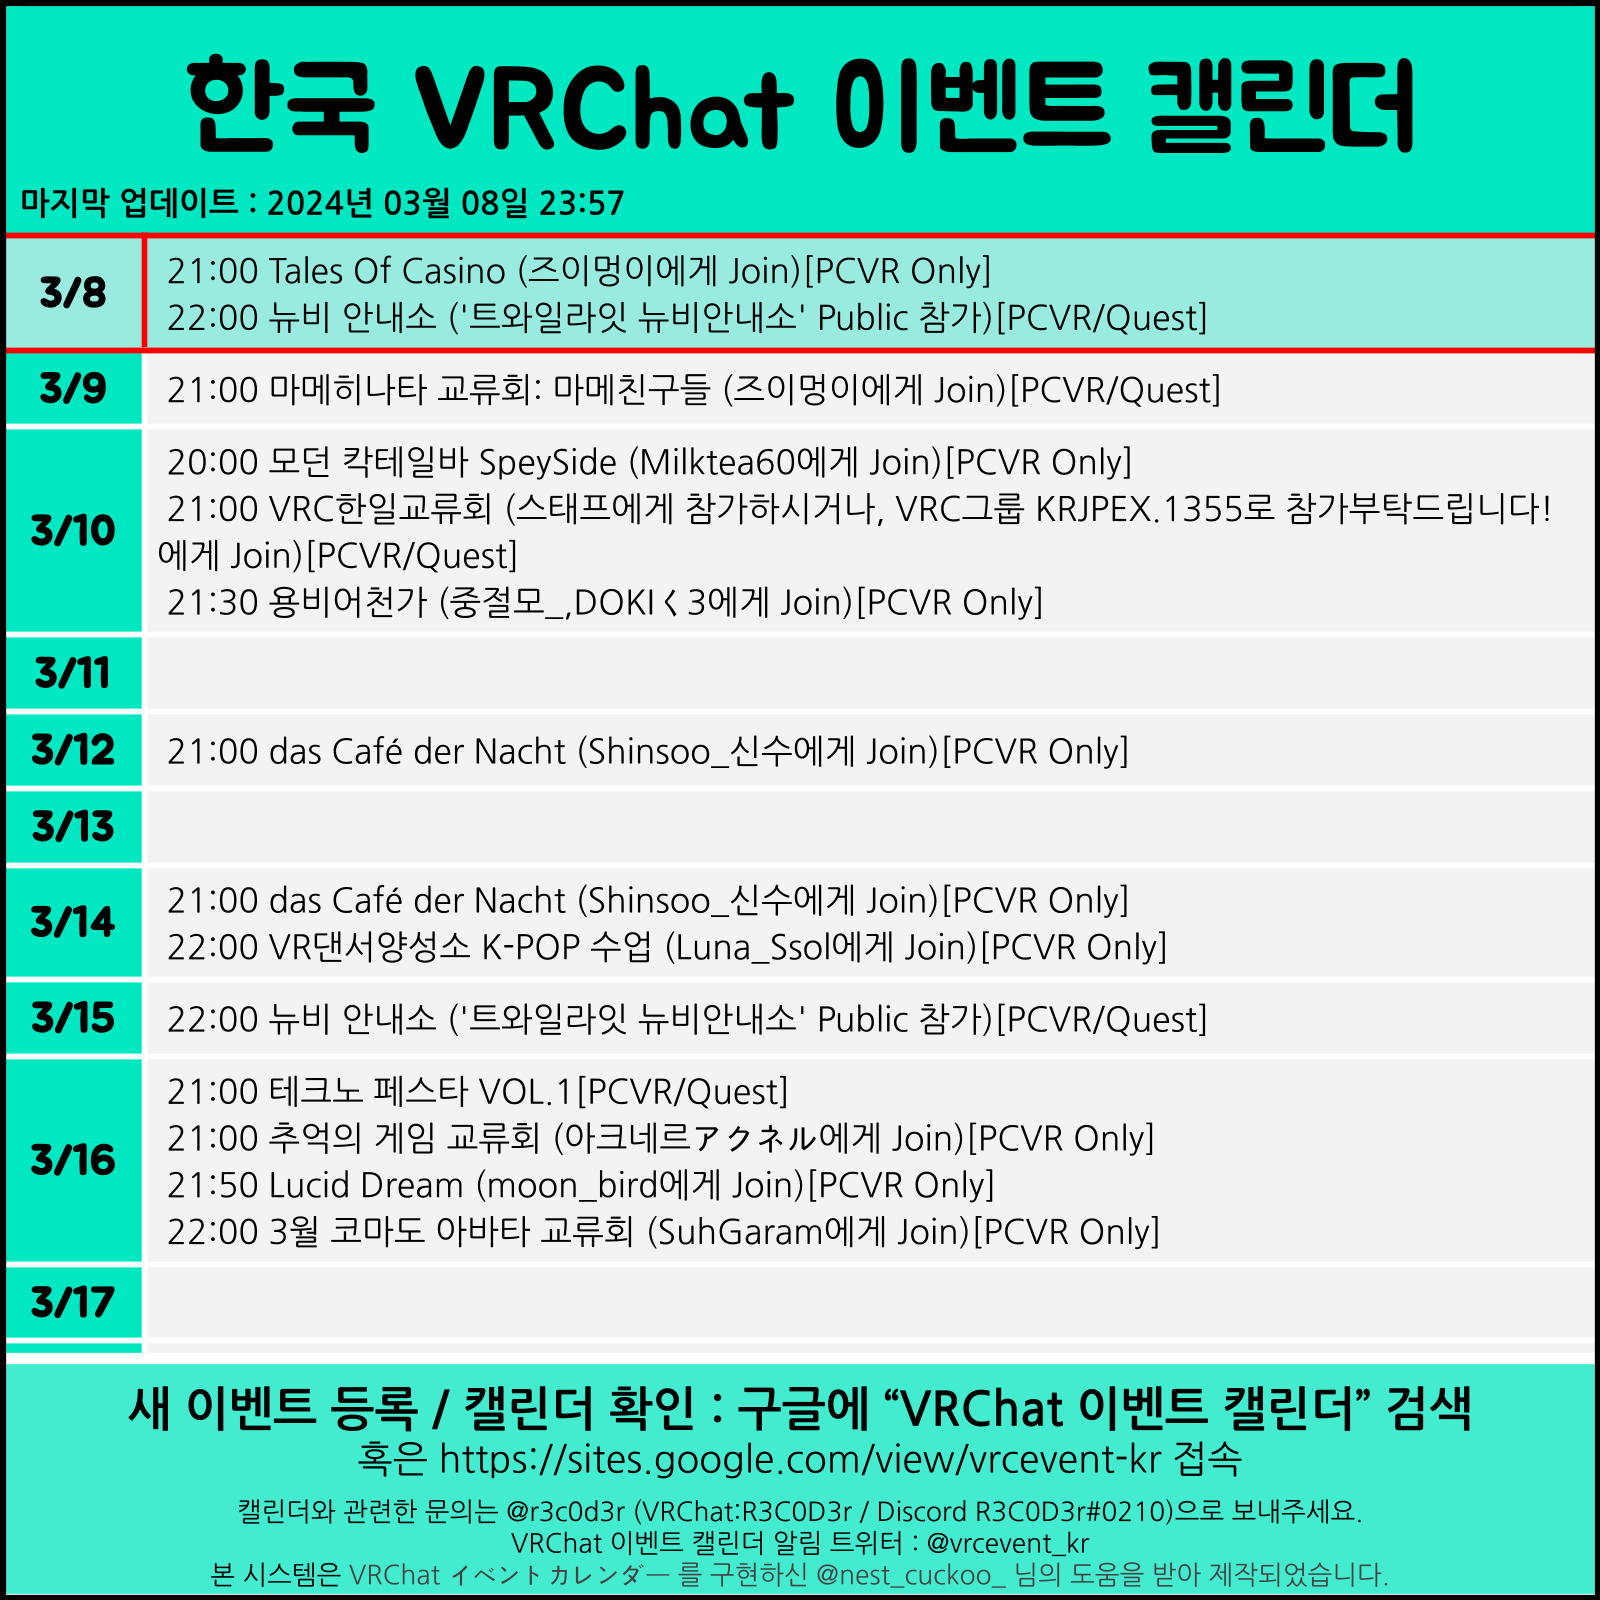 한국 VRChat 이벤트 캘린더
마지막 업데이트 : 2024년 03월 08일 23:57
3/8
21:00 Tales Of Casino (즈이멍이에게 Join)[PCVR Only]
22:00 뉴비 안내소 ('트와일라잇 뉴비안내소' Public 참가)[PCVR/Quest]
3/9
21:00 마메히나타 교류회: 마메친구들 (즈이멍이에게 Join)[PCVR/Quest]
3/10
20:00 모던 칵테일바 SpeySide (Milktea60에게 Join)[PCVR Only]
21:00 VRC한일교류회 (스태프에게 참가하시거나, VRC그룹 KRJPEX.1355로 참가부탁드립니다!
에게 Join)[PCVR/Quest]
21:30 용비어천가 (중절모_,DOKIく3에게 Join)[PCVR Only]
3/11
3/12
21:00 das Café der Nacht (Shinsoo_신수에게 Join)[PCVR Only]
3/13
3/14
21:00 das Café der Nacht (Shinsoo_신수에게 Join)[PCVR Only]
22:00 VR댄서양성소 K-POP 수업 (Luna_Ssol에게 Join)[PCVR Only]
3/15
22:00 뉴비 안내소 ('트와일라잇 뉴비안내소' Public 참가)[PCVR/Quest]
3/16
21:00 테크노 페스타 VOL.1[PCVR/Quest]
21:00 추억의 게임 교류회 (아크네르アクネル에게 Join)[PCVR Only]
21:50 Lucid Dream (moon_bird에게 Join)[PCVR Only]
22:00 3월 코마도 아바타 교류회 (SuhGaram에게 Join)[PCVR Only]
3/17
새 이벤트 등록 / 캘린더 확인 : 구글에 “VRChat 이벤트 캘린더” 검색
혹은 https://sites.google.com/view/vrcevent-kr 접속
캘린더와 관련한 문의는 @r3c0d3r (VRChat:R3C0D3r / Discord R3C0D3r#0210)으로 보내주세요.
VRChat 이벤트 캘린더 알림 트위터 : @vrcevent_kr
본 시스템은 VRChat イベントカレンダー 를 구현하신 @nest_cuckoo_ 님의 도움을 받아 제작되었습니다.